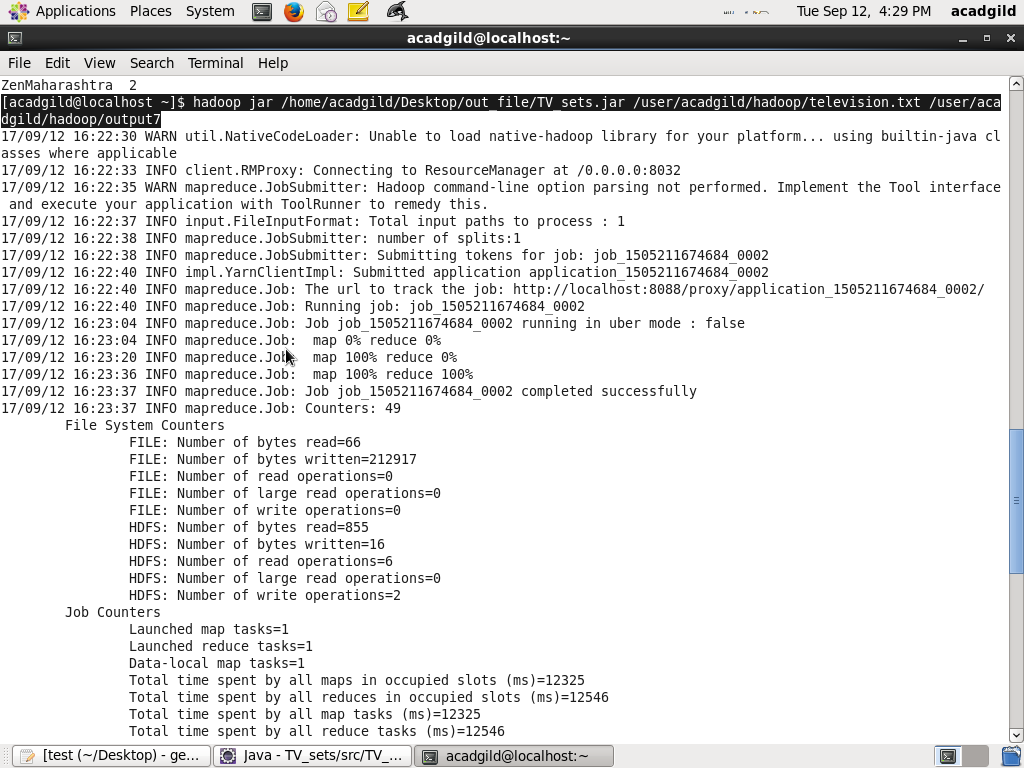 Applications Places System Tue Sep 12, 4:29 PM acadgild
acadgild@localhost:~
File Edit View Search Terminal Help
ZenMaharashtra  2
[acadgild@localhost ~]$ hadoop jar /home/acadgild/Desktop/out_file/TV_sets.jar /user/acadgild/hadoop/television.txt /user/aca
dgild/hadoop/output7
17/09/12 16:22:30 WARN util.NativeCodeLoader: Unable to load native-hadoop library for your platform... using builtin-java cl
asses where applicable
17/09/12 16:22:33 INFO client.RMProxy: Connecting to ResourceManager at /0.0.0.0:8032
17/09/12 16:22:35 WARN mapreduce.JobSubmitter: Hadoop command-line option parsing not performed. Implement the Tool interface
 and execute your application with ToolRunner to remedy this.
17/09/12 16:22:37 INFO input.FileInputFormat: Total input paths to process : 1
17/09/12 16:22:38 INFO mapreduce.JobSubmitter: number of splits:1
17/09/12 16:22:38 INFO mapreduce.JobSubmitter: Submitting tokens for job: job_1505211674684_0002
17/09/12 16:22:40 INFO impl.YarnClientImpl: Submitted application application_1505211674684_0002
17/09/12 16:22:40 INFO mapreduce.Job: The url to track the job: http://localhost:8088/proxy/application_1505211674684_0002/
17/09/12 16:22:40 INFO mapreduce.Job: Running job: job_1505211674684_0002
17/09/12 16:23:04 INFO mapreduce.Job: Job job_1505211674684_0002 running in uber mode : false
17/09/12 16:23:04 INFO mapreduce.Job:  map 0% reduce 0%
17/09/12 16:23:20 INFO mapreduce.Job:  map 100% reduce 0%
17/09/12 16:23:36 INFO mapreduce.Job:  map 100% reduce 100%
17/09/12 16:23:37 INFO mapreduce.Job: Job job_1505211674684_0002 completed successfully
17/09/12 16:23:37 INFO mapreduce.Job: Counters: 49
File System Counters
FILE: Number of bytes read=66
FILE: Number of bytes written=212917
FILE: Number of read operations=0
FILE: Number of large read operations=0
FILE: Number of write operations=0
HDFS: Number of bytes read=855
HDFS: Number of bytes written=16
HDFS: Number of read operations=6
HDFS: Number of large read operations=0
HDFS: Number of write operations=2
Job Counters
Launched map tasks=1
Launched reduce tasks=1
Data-local map tasks=1
Total time spent by all maps in occupied slots (ms)=12325
Total time spent by all reduces in occupied slots (ms)=12546
Total time spent by all map tasks (ms)=12325
Total time spent by all reduce tasks (ms)=12546
[test (~/Desktop) - ge... Java - TV_sets/src/TV_... acadgild@localhost:~